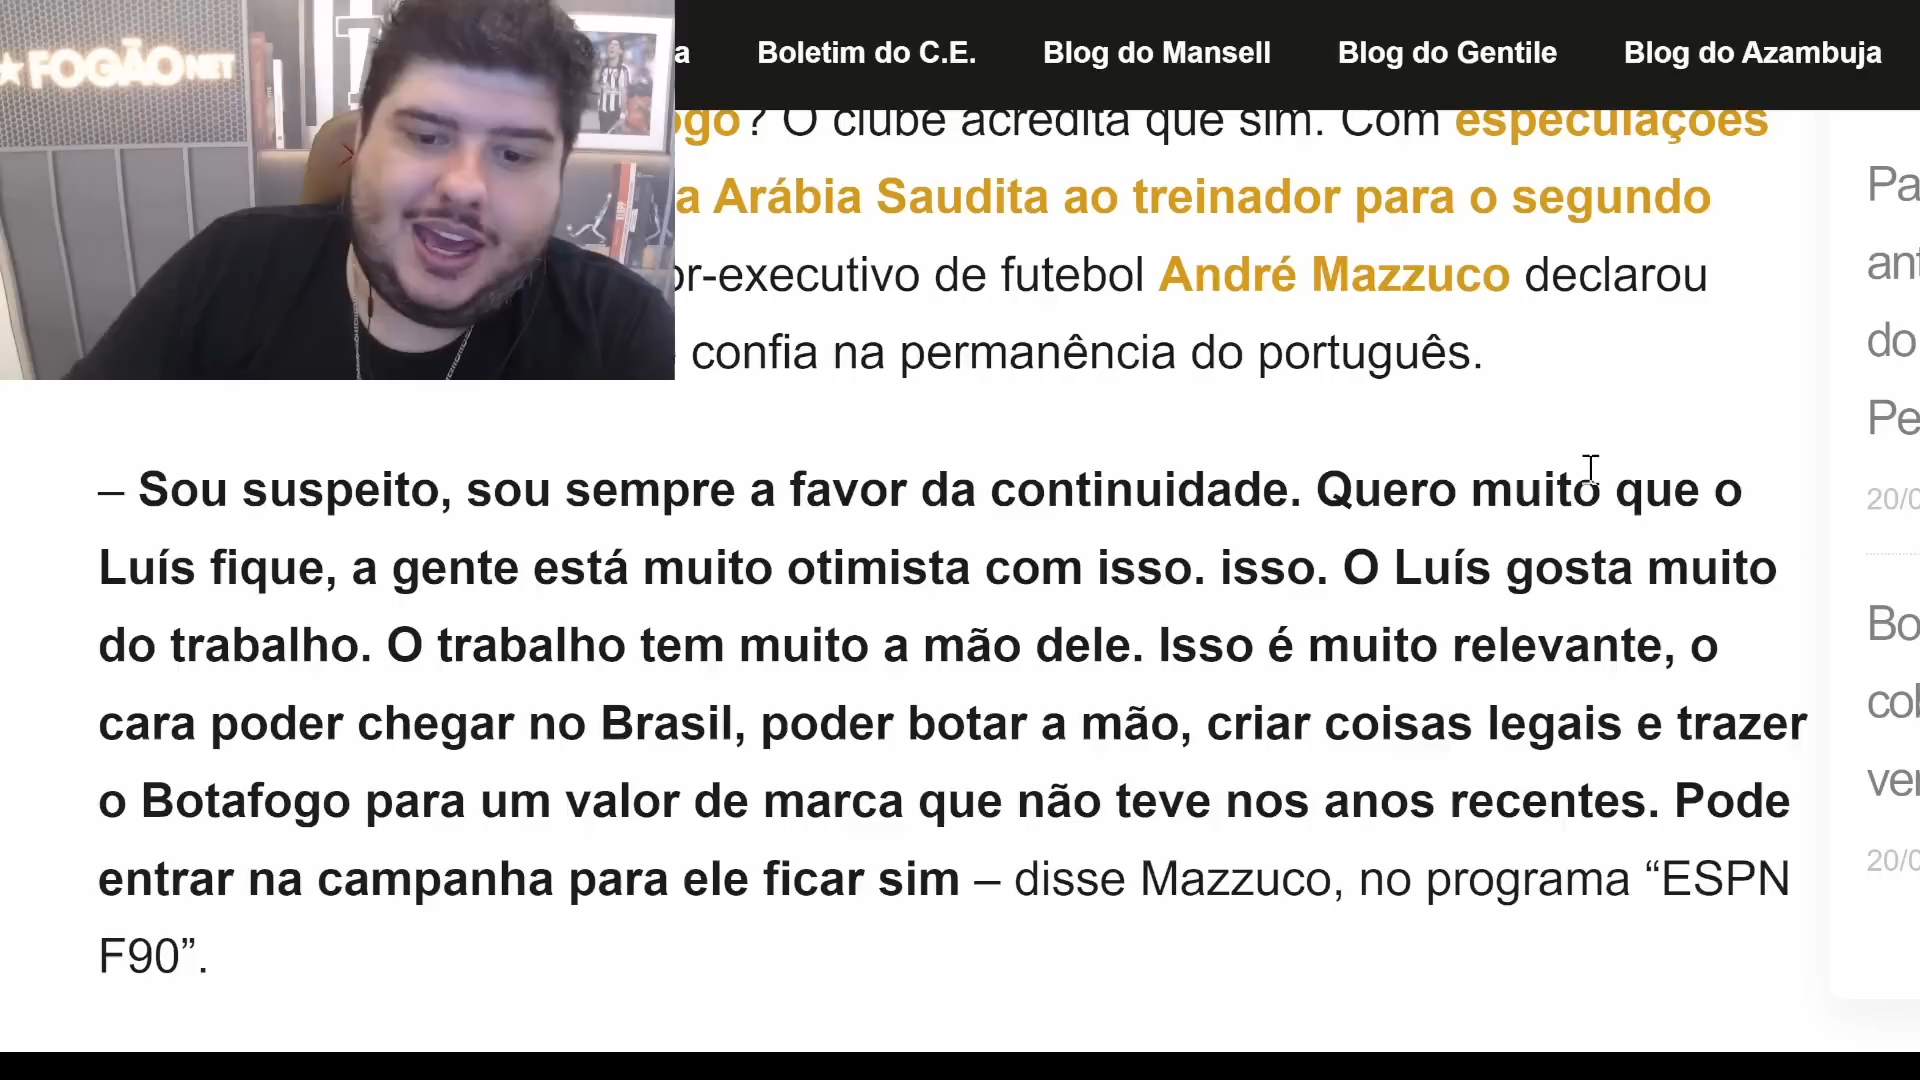 FOGÃO NET
a Boletim do C.E. Blog do Mansell Blog do Gentile Blog do Azambuja
ogo? O clube acredita que sim. Com especulações
a Arábia Saudita ao treinador para o segundo
or-executivo de futebol André Mazzuco declarou
confia na permanência do português.
– Sou suspeito, sou sempre a favor da continuidade. Quero muito que o
Luís fique, a gente está muito otimista com isso. isso. O Luís gosta muito
do trabalho. O trabalho tem muito a mão dele. Isso é muito relevante, o
cara poder chegar no Brasil, poder botar a mão, criar coisas legais e trazer
o Botafogo para um valor de marca que não teve nos anos recentes. Pode
entrar na campanha para ele ficar sim – disse Mazzuco, no programa “ESPN
F90”.
Pa
ant
do
Pe
20/0
Bo
col
ver
20/0